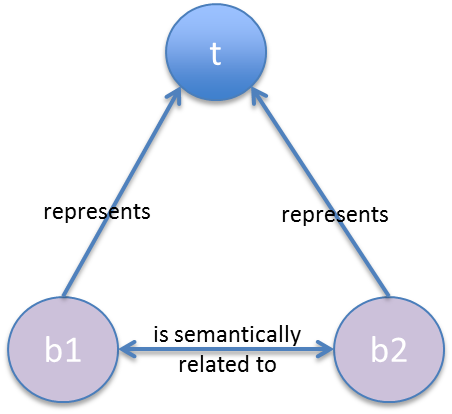 t
represents
represents
is semantically
related to
b1
b2